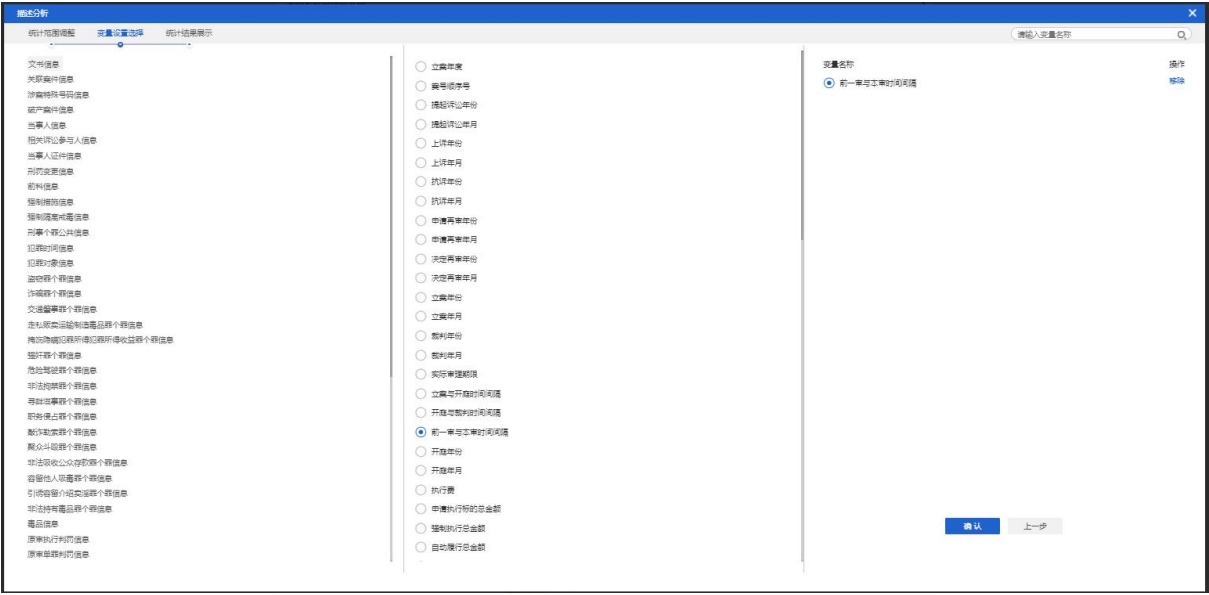 描述分析
×
统计范围调整 变量设置选择 统计结果展示
请输入变量名称
文书信息
关联案件信息
涉案特殊号码信息
破产案件信息
当事人信息
相关诉讼参与人信息
当事人证件信息
刑罚变更信息
前科信息
强制措施信息
强制隔离戒毒信息
刑事个罪公共信息
犯罪时间信息
犯罪对象信息
盗窃罪个罪信息
诈骗罪个罪信息
交通肇事罪个罪信息
走私贩卖运输制造毒品罪个罪信息
掩饰隐瞒犯罪所得犯罪所得收益罪个罪信息
强奸罪个罪信息
危险驾驶罪个罪信息
非法拘禁罪个罪信息
寻衅滋事罪个罪信息
职务侵占罪个罪信息
敲诈勒索罪个罪信息
聚众斗殴罪个罪信息
非法吸收公众存款罪个罪信息
容留他人吸毒罪个罪信息
引诱容留介绍卖淫罪个罪信息
非法持有毒品罪个罪信息
毒品信息
原审执行判罚信息
原审单罪判罚信息
立案年度
案号顺序号
提起诉讼年份
提起诉讼年月
上诉年份
上诉年月
抗诉年份
抗诉年月
申请再审年份
申请再审年月
决定再审年份
决定再审年月
立案年份
立案年月
裁判年份
裁判年月
实际审理期限
立案与开庭时间间隔
开庭与裁判时间间隔
前一审与本审时间间隔
开庭年份
开庭年月
执行费
申请执行标的总金额
强制执行总金额
自动履行总金额
变量名称 操作
前一审与本审时间间隔 移除
确认 上一步